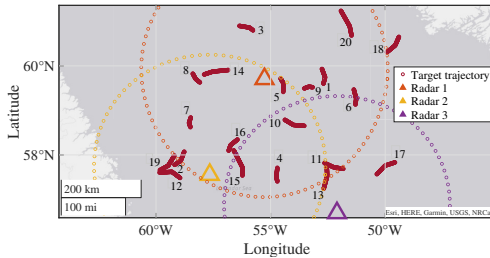 20
3
18
60°N
8
14
5
9
1
6
7
10
16
58°N
19
2
12
15
4
11
13
17
Target trajectory
Radar 1
Radar 2
Radar 3
200 km
100 mi
Esri, HERE, Garmin, USGS, NRCa
60°W
55°W
50°W
Latitude
Longitude